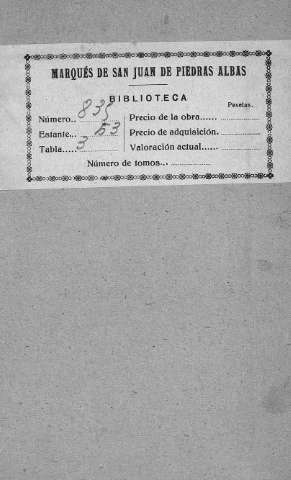 MARQUÉS DE SAN JUAN DE PIEDRAS ALBAS
BIBLIOTECA
Pesetas.
Número.. 835 Precio de la obra......
Estante... 53 Precio de adquisición.
Tabla..... 3 Valoración actual......
Número de tomos...